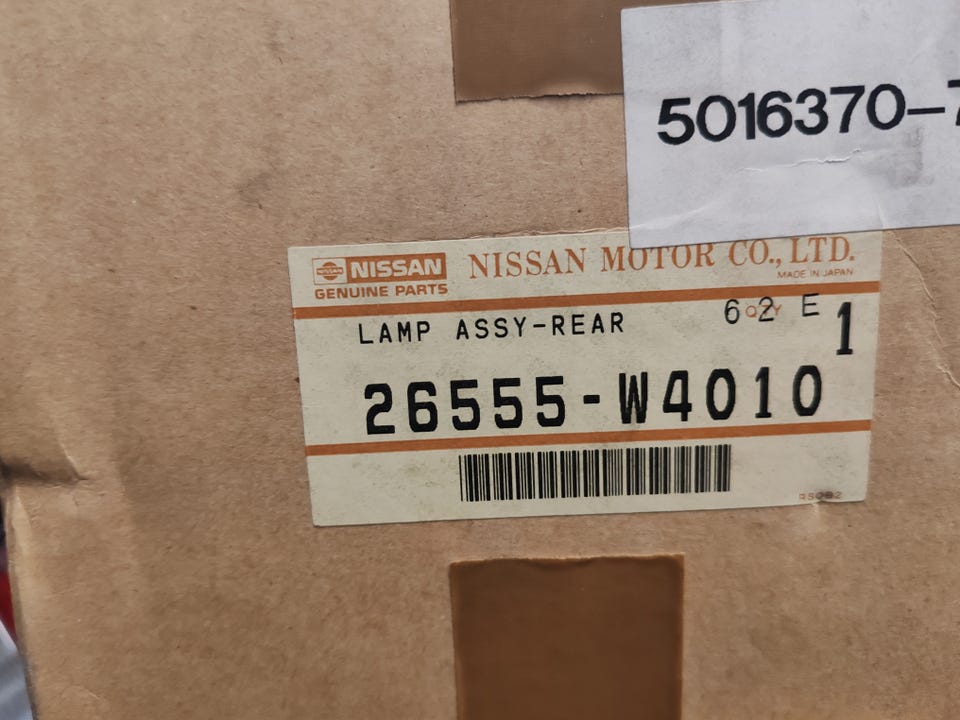 5016370-7
NISSAN
GENUINE PARTS
NISSAN MOTOR CO., LTD.
MADE IN JAPAN
LAMP ASSY-REAR
QTY
62 E
1
26555-W4010